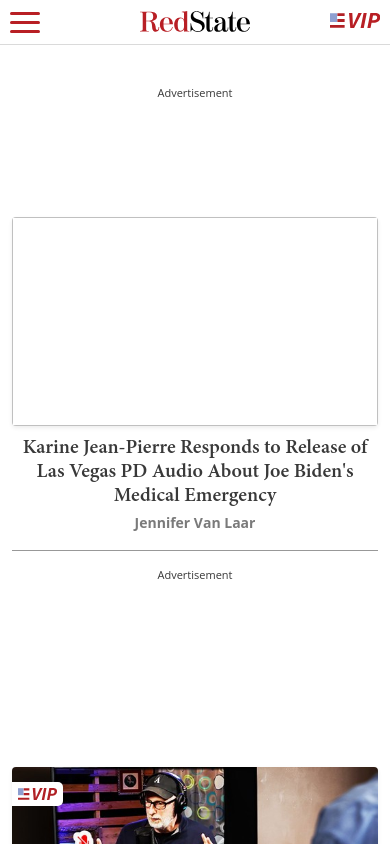 RedState
VIP
Advertisement
Karine Jean-Pierre Responds to Release of
Las Vegas PD Audio About Joe Biden's
Medical Emergency
Jennifer Van Laar
Advertisement
VIP